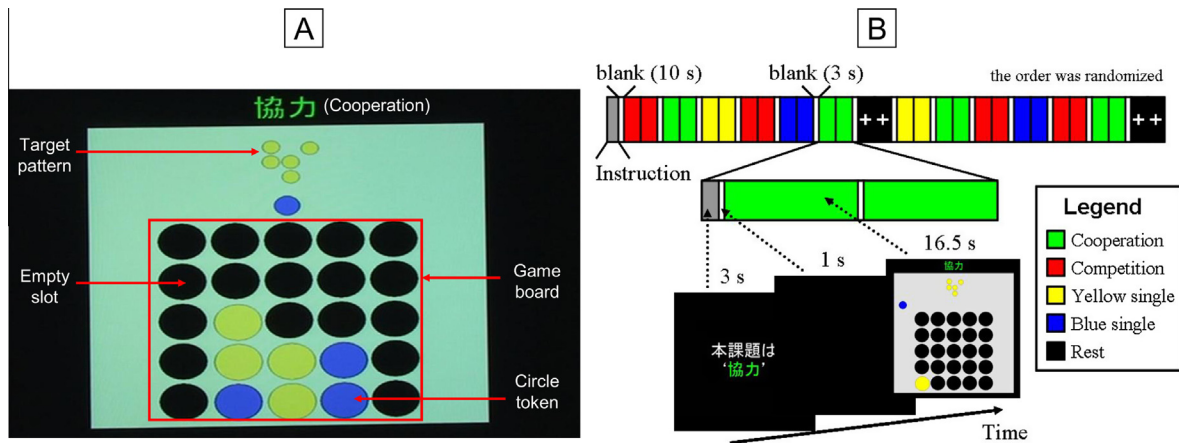 A
協力 (Cooperation)
Target
pattern
Empty
slot
Game
board
Circle
token
B
blank (10 s)
blank (3 s)
the order was randomized
+ +
+ +
Instruction
16.5 s
1 s
3 s
本課題は
‘協力’
協力
Time
Legend
Cooperation
Competition
Yellow single
Blue single
Rest